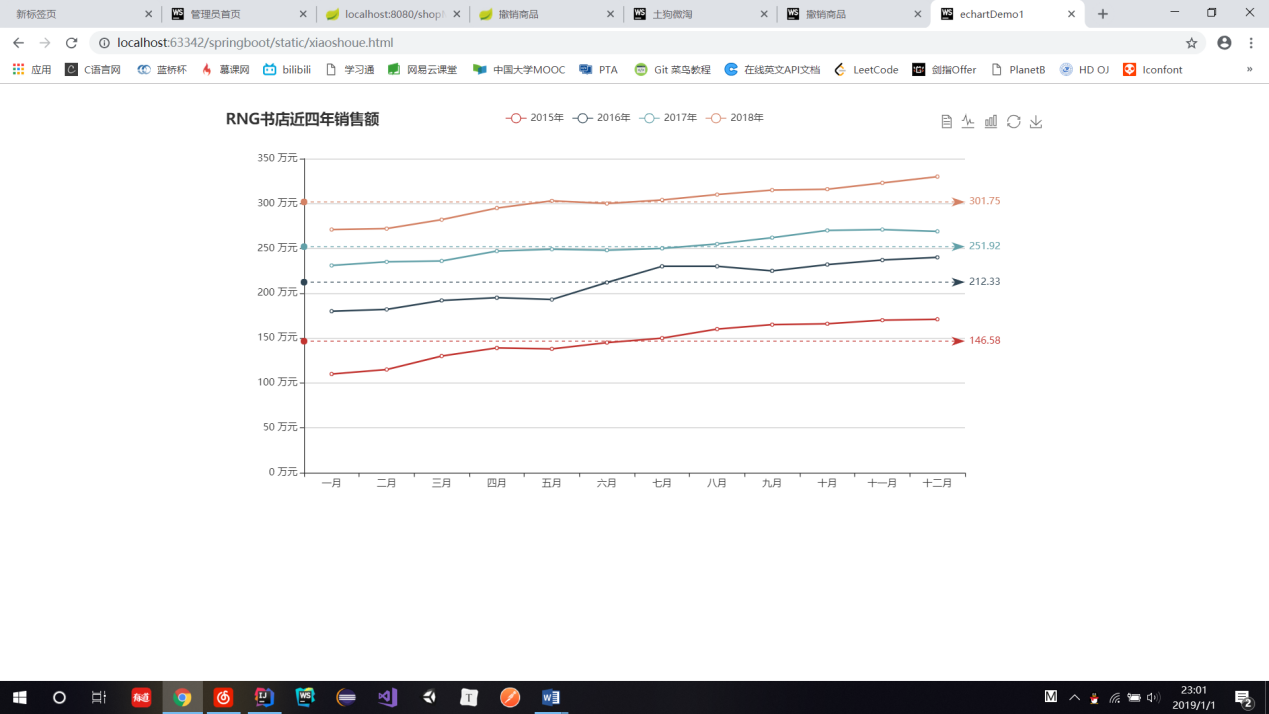 新标签页
管理员首页
localhost:8080/shop
撤销商品
土狗微淘
撤销商品
echartDemo1
localhost:63342/springboot/static/xiaoshoue.html
应用 C语言网 蓝桥杯 慕课网 bilibili 学习通 网易云课堂 中国大学MOOC PTA Git 菜鸟教程 在线英文API文档 LeetCode 剑指Offer PlanetB HD OJ Iconfont »
RNG书店近四年销售额
2015年 2016年 2017年 2018年
350 万元
300 万元
250 万元
200 万元
150 万元
100 万元
50 万元
0 万元
301.75
251.92
212.33
146.58
一月 二月 三月 四月 五月 六月 七月 八月 九月 十月 十一月 十二月
有道
IJ
WS
T
M
23:01
2019/1/1
2